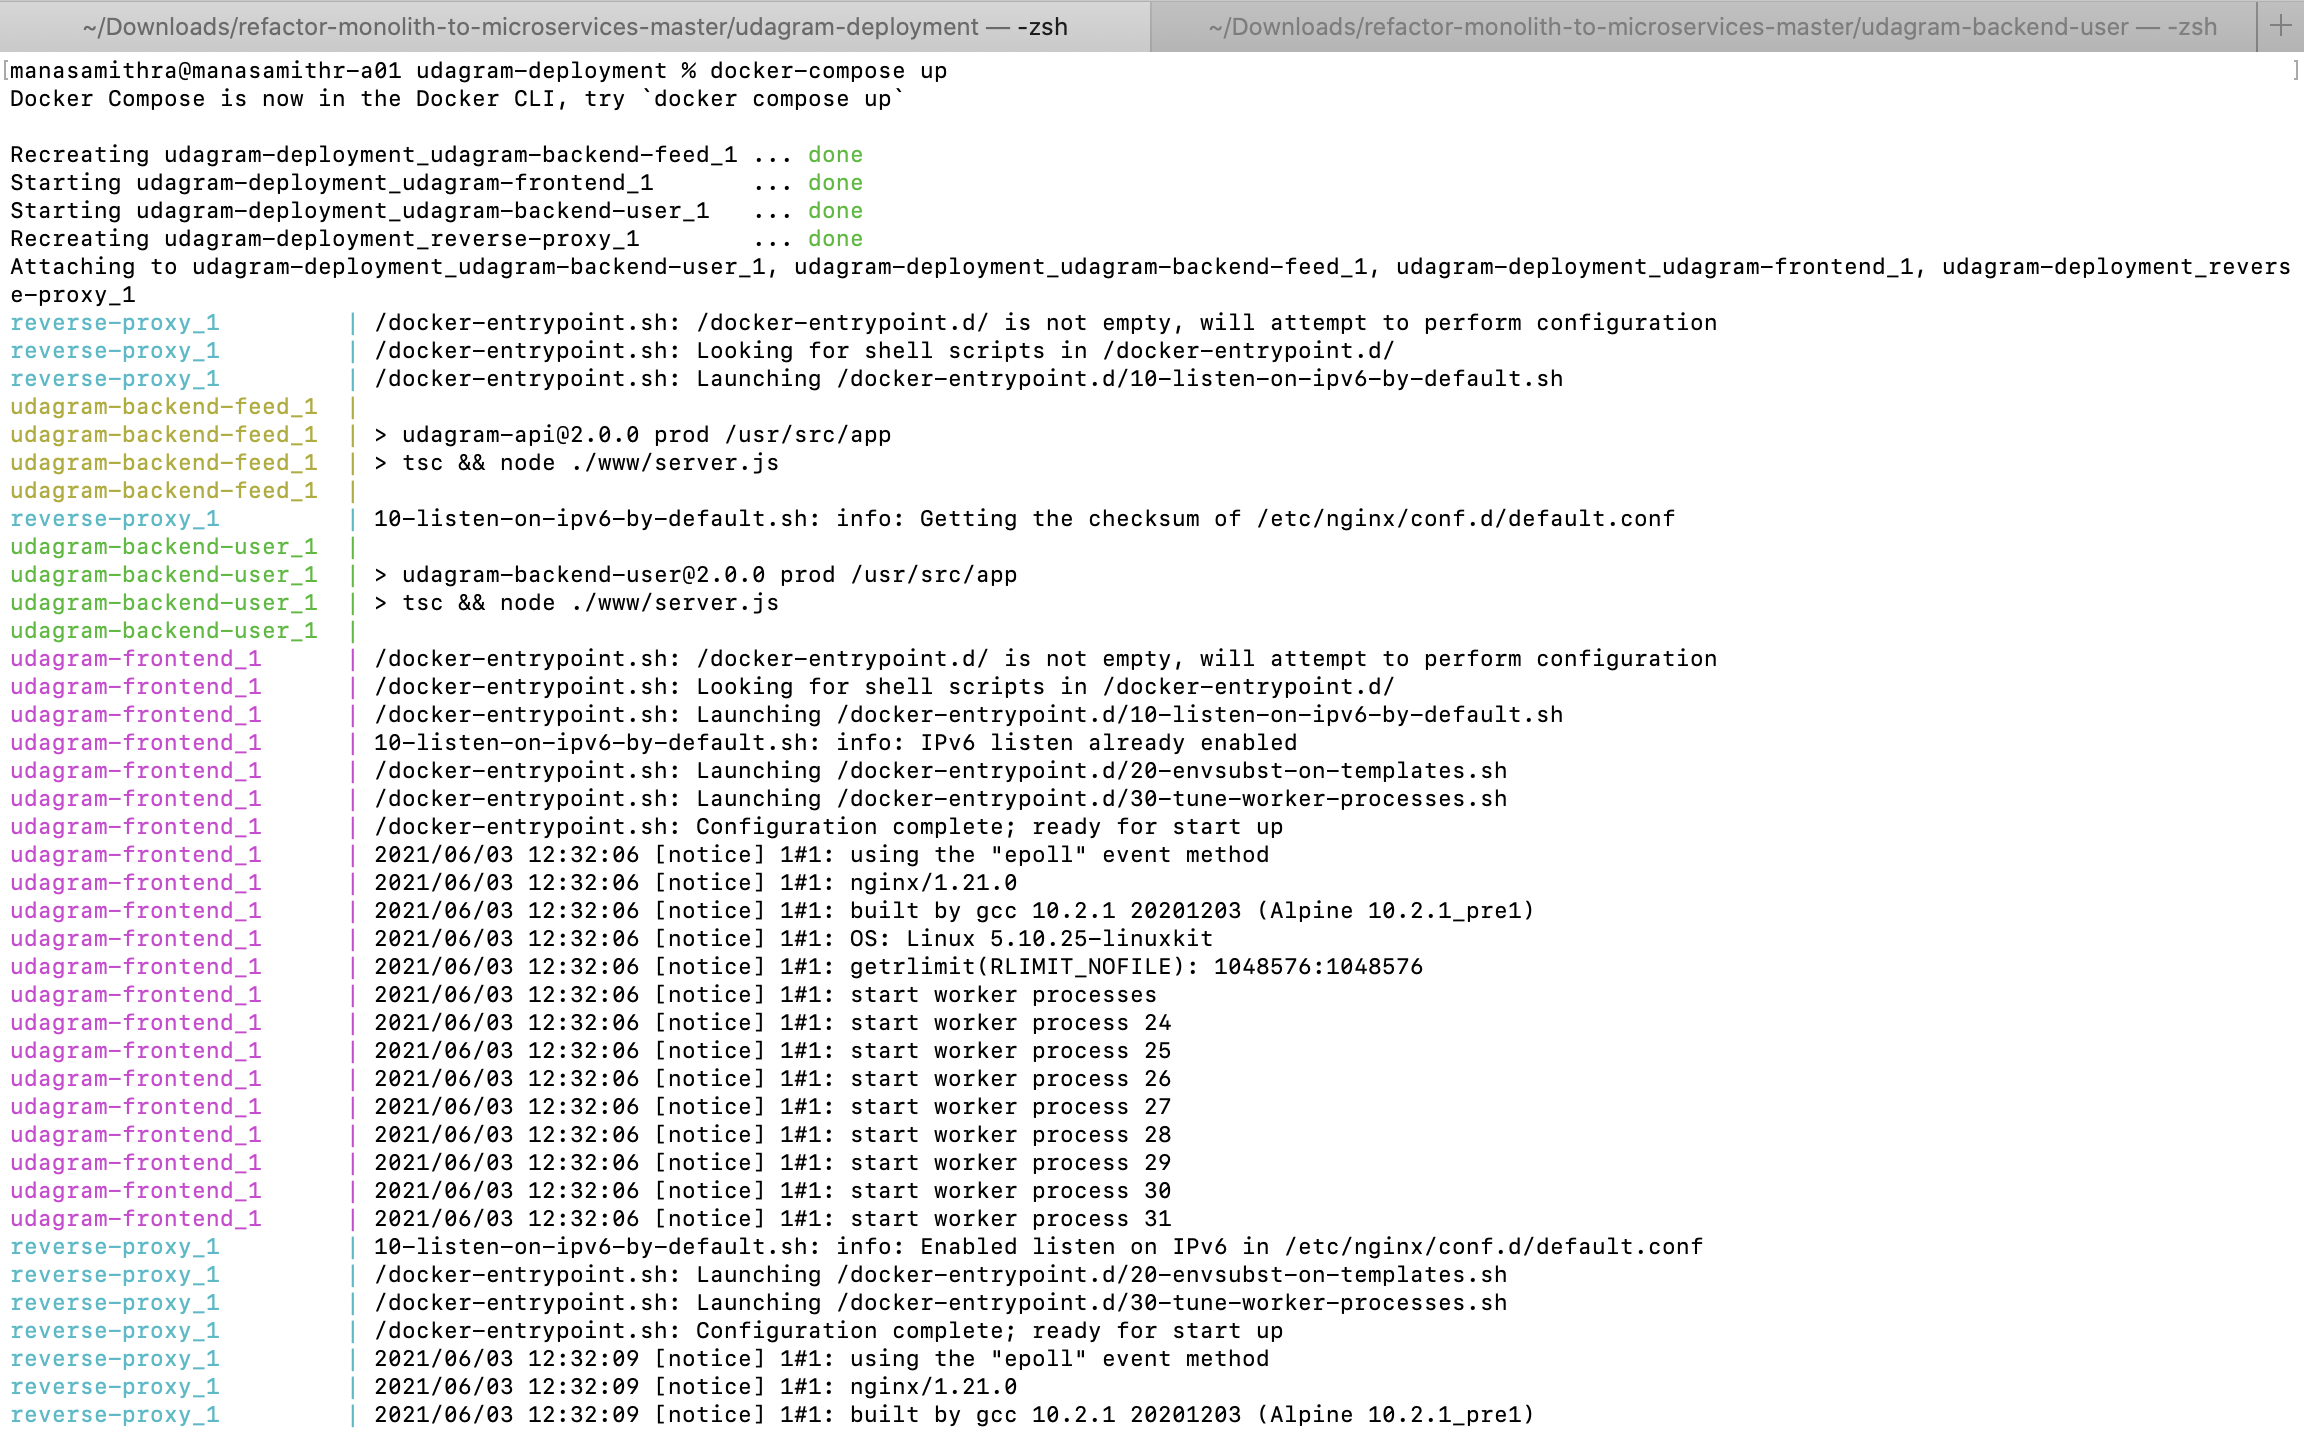 ~/Downloads/refactor-monolith-to-microservices-master/udagram-deployment — -zsh
~/Downloads/refactor-monolith-to-microservices-master/udagram-backend-user — -zsh
+
[manasamithra@manasamithr-a01 udagram-deployment % docker-compose up ]
Docker Compose is now in the Docker CLI, try `docker compose up`
Recreating udagram-deployment_udagram-backend-feed_1 ... done
Starting udagram-deployment_udagram-frontend_1       ... done
Starting udagram-deployment_udagram-backend-user_1   ... done
Recreating udagram-deployment_reverse-proxy_1        ... done
Attaching to udagram-deployment_udagram-backend-user_1, udagram-deployment_udagram-backend-feed_1, udagram-deployment_udagram-frontend_1, udagram-deployment_revers
e-proxy_1
reverse-proxy_1         | /docker-entrypoint.sh: /docker-entrypoint.d/ is not empty, will attempt to perform configuration
reverse-proxy_1         | /docker-entrypoint.sh: Looking for shell scripts in /docker-entrypoint.d/
reverse-proxy_1         | /docker-entrypoint.sh: Launching /docker-entrypoint.d/10-listen-on-ipv6-by-default.sh
udagram-backend-feed_1  |
udagram-backend-feed_1  | > udagram-api@2.0.0 prod /usr/src/app
udagram-backend-feed_1  | > tsc && node ./www/server.js
udagram-backend-feed_1  |
reverse-proxy_1         | 10-listen-on-ipv6-by-default.sh: info: Getting the checksum of /etc/nginx/conf.d/default.conf
udagram-backend-user_1  |
udagram-backend-user_1  | > udagram-backend-user@2.0.0 prod /usr/src/app
udagram-backend-user_1  | > tsc && node ./www/server.js
udagram-backend-user_1  |
udagram-frontend_1      | /docker-entrypoint.sh: /docker-entrypoint.d/ is not empty, will attempt to perform configuration
udagram-frontend_1      | /docker-entrypoint.sh: Looking for shell scripts in /docker-entrypoint.d/
udagram-frontend_1      | /docker-entrypoint.sh: Launching /docker-entrypoint.d/10-listen-on-ipv6-by-default.sh
udagram-frontend_1      | 10-listen-on-ipv6-by-default.sh: info: IPv6 listen already enabled
udagram-frontend_1      | /docker-entrypoint.sh: Launching /docker-entrypoint.d/20-envsubst-on-templates.sh
udagram-frontend_1      | /docker-entrypoint.sh: Launching /docker-entrypoint.d/30-tune-worker-processes.sh
udagram-frontend_1      | /docker-entrypoint.sh: Configuration complete; ready for start up
udagram-frontend_1      | 2021/06/03 12:32:06 [notice] 1#1: using the "epoll" event method
udagram-frontend_1      | 2021/06/03 12:32:06 [notice] 1#1: nginx/1.21.0
udagram-frontend_1      | 2021/06/03 12:32:06 [notice] 1#1: built by gcc 10.2.1 20201203 (Alpine 10.2.1_pre1)
udagram-frontend_1      | 2021/06/03 12:32:06 [notice] 1#1: OS: Linux 5.10.25-linuxkit
udagram-frontend_1      | 2021/06/03 12:32:06 [notice] 1#1: getrlimit(RLIMIT_NOFILE): 1048576:1048576
udagram-frontend_1      | 2021/06/03 12:32:06 [notice] 1#1: start worker processes
udagram-frontend_1      | 2021/06/03 12:32:06 [notice] 1#1: start worker process 24
udagram-frontend_1      | 2021/06/03 12:32:06 [notice] 1#1: start worker process 25
udagram-frontend_1      | 2021/06/03 12:32:06 [notice] 1#1: start worker process 26
udagram-frontend_1      | 2021/06/03 12:32:06 [notice] 1#1: start worker process 27
udagram-frontend_1      | 2021/06/03 12:32:06 [notice] 1#1: start worker process 28
udagram-frontend_1      | 2021/06/03 12:32:06 [notice] 1#1: start worker process 29
udagram-frontend_1      | 2021/06/03 12:32:06 [notice] 1#1: start worker process 30
udagram-frontend_1      | 2021/06/03 12:32:06 [notice] 1#1: start worker process 31
reverse-proxy_1         | 10-listen-on-ipv6-by-default.sh: info: Enabled listen on IPv6 in /etc/nginx/conf.d/default.conf
reverse-proxy_1         | /docker-entrypoint.sh: Launching /docker-entrypoint.d/20-envsubst-on-templates.sh
reverse-proxy_1         | /docker-entrypoint.sh: Launching /docker-entrypoint.d/30-tune-worker-processes.sh
reverse-proxy_1         | /docker-entrypoint.sh: Configuration complete; ready for start up
reverse-proxy_1         | 2021/06/03 12:32:09 [notice] 1#1: using the "epoll" event method
reverse-proxy_1         | 2021/06/03 12:32:09 [notice] 1#1: nginx/1.21.0
reverse-proxy_1         | 2021/06/03 12:32:09 [notice] 1#1: built by gcc 10.2.1 20201203 (Alpine 10.2.1_pre1)